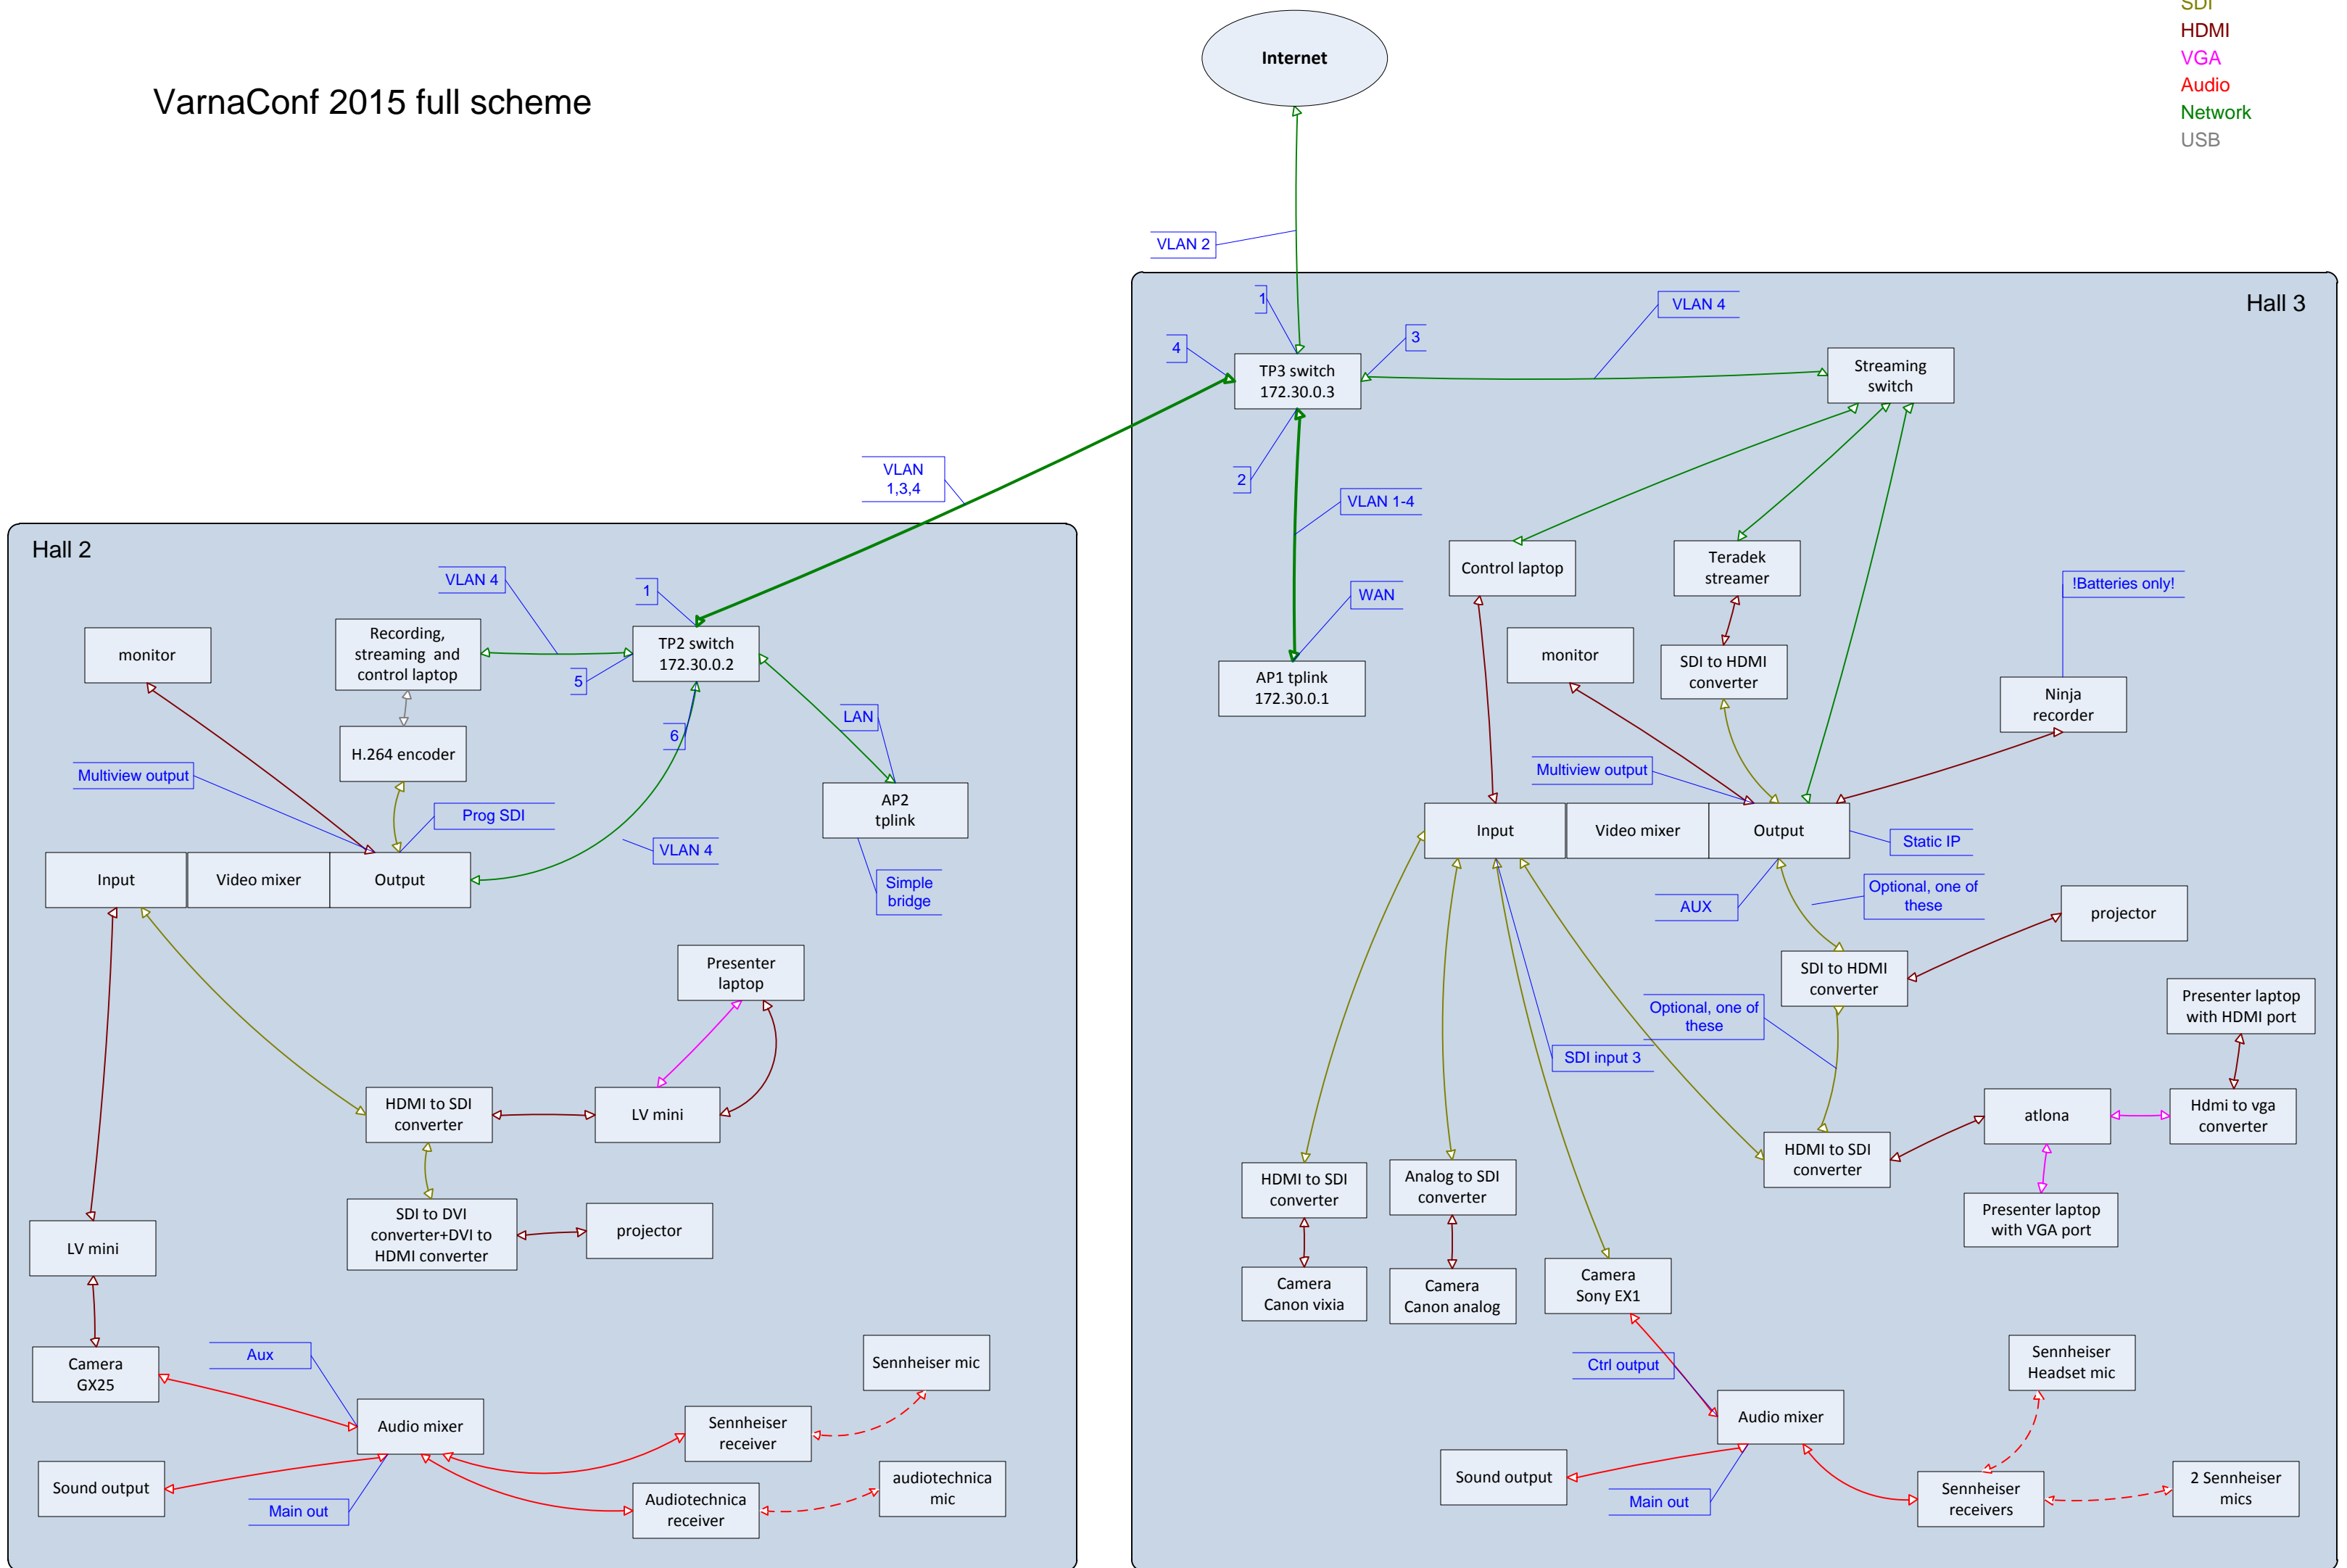 SDI
HDMI
VGA
Audio
Network
USB
Internet
VarnaConf 2015 full scheme
VLAN 2
Hall 3
1
3
4
VLAN 4
TP3 switch
172.30.0.3
Streaming
switch
2
VLAN
1,3,4
VLAN 1-4
WAN
AP1 tplink
172.30.0.1
Control laptop
Teradek
streamer
!Batteries only!
monitor
SDI to HDMI
converter
Ninja
recorder
Multiview output
Input
Video mixer
Output
Static IP
AUX
Optional, one of
these
projector
SDI to HDMI
converter
Optional, one of
these
Presenter laptop
with HDMI port
SDI input 3
atlona
Hdmi to vga
converter
HDMI to SDI
converter
HDMI to SDI
converter
Analog to SDI
converter
Presenter laptop
with VGA port
Camera
Canon vixia
Camera
Canon analog
Camera
Sony EX1
Ctrl output
Sennheiser
Headset mic
Audio mixer
Sound output
Main out
Sennheiser
receivers
2 Sennheiser
mics
Hall 2
VLAN 4
1
monitor
Recording,
streaming and
control laptop
TP2 switch
172.30.0.2
5
6
LAN
H.264 encoder
Multiview output
Prog SDI
AP2
tplink
VLAN 4
Input
Video mixer
Output
Simple
bridge
Presenter
laptop
HDMI to SDI
converter
LV mini
SDI to DVI
converter+DVI to
HDMI converter
projector
LV mini
Camera
GX25
Aux
Sennheiser mic
Audio mixer
Sennheiser
receiver
Sound output
Main out
Audiotechnica
receiver
audiotechnica
mic